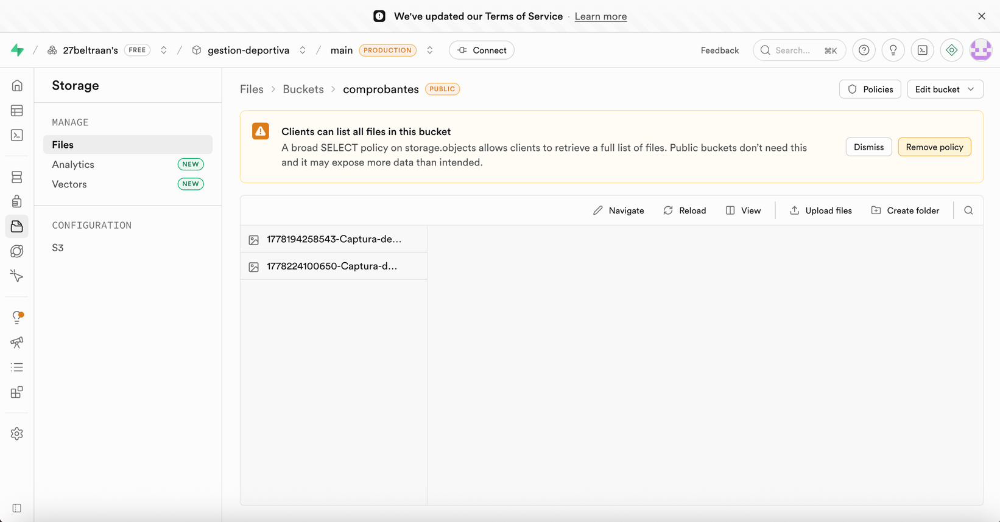 We've updated our Terms of Service · Learn more
/ 27beltraan's FREE / gestion-deportiva / main PRODUCTION Connect Feedback Search... ⌘K
Storage
MANAGE
Files
Analytics NEW
Vectors NEW
CONFIGURATION
S3
Files > Buckets > comprobantes PUBLIC
Policies Edit bucket
Clients can list all files in this bucket
A broad SELECT policy on storage.objects allows clients to retrieve a full list of files. Public buckets don’t need this
and it may expose more data than intended.
Dismiss Remove policy
Navigate Reload View Upload files Create folder
1778194258543-Captura-de...
1778224100650-Captura-d...